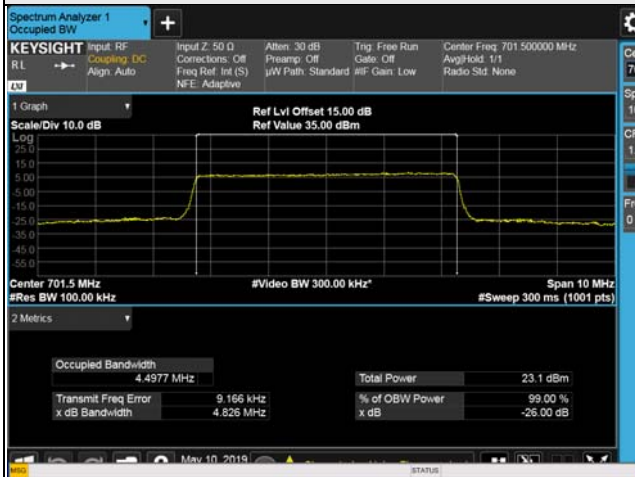 Spectrum Analyzer 1
Occupied BW
KEYSIGHT Input: RF Input Z: 50 Ω Atten: 30 dB Trig: Free Run Center Freq: 701.500000 MHz
RL Coupling: DC Corrections: Off Preamp: Off Gate: Off Avg|Hold: 1/1
Align: Auto Freq Ref: Int (S) µW Path: Standard #IF Gain: Low Radio Std: None
LXI NFE: Adaptive
1 Graph
Ref Lvl Offset 15.00 dB
Scale/Div 10.0 dB Ref Value 35.00 dBm
Log
25.0
15.0
5.00
-5.00
-15.0
-25.0
-35.0
-45.0
-55.0
Center 701.5 MHz #Video BW 300.00 kHz* Span 10 MHz
#Res BW 100.00 kHz #Sweep 300 ms (1001 pts)
2 Metrics
Occupied Bandwidth
4.4977 MHz Total Power 23.1 dBm
Transmit Freq Error 9.166 kHz % of OBW Power 99.00 %
x dB Bandwidth 4.826 MHz x dB -26.00 dB
May 10, 2019
MSG STATUS